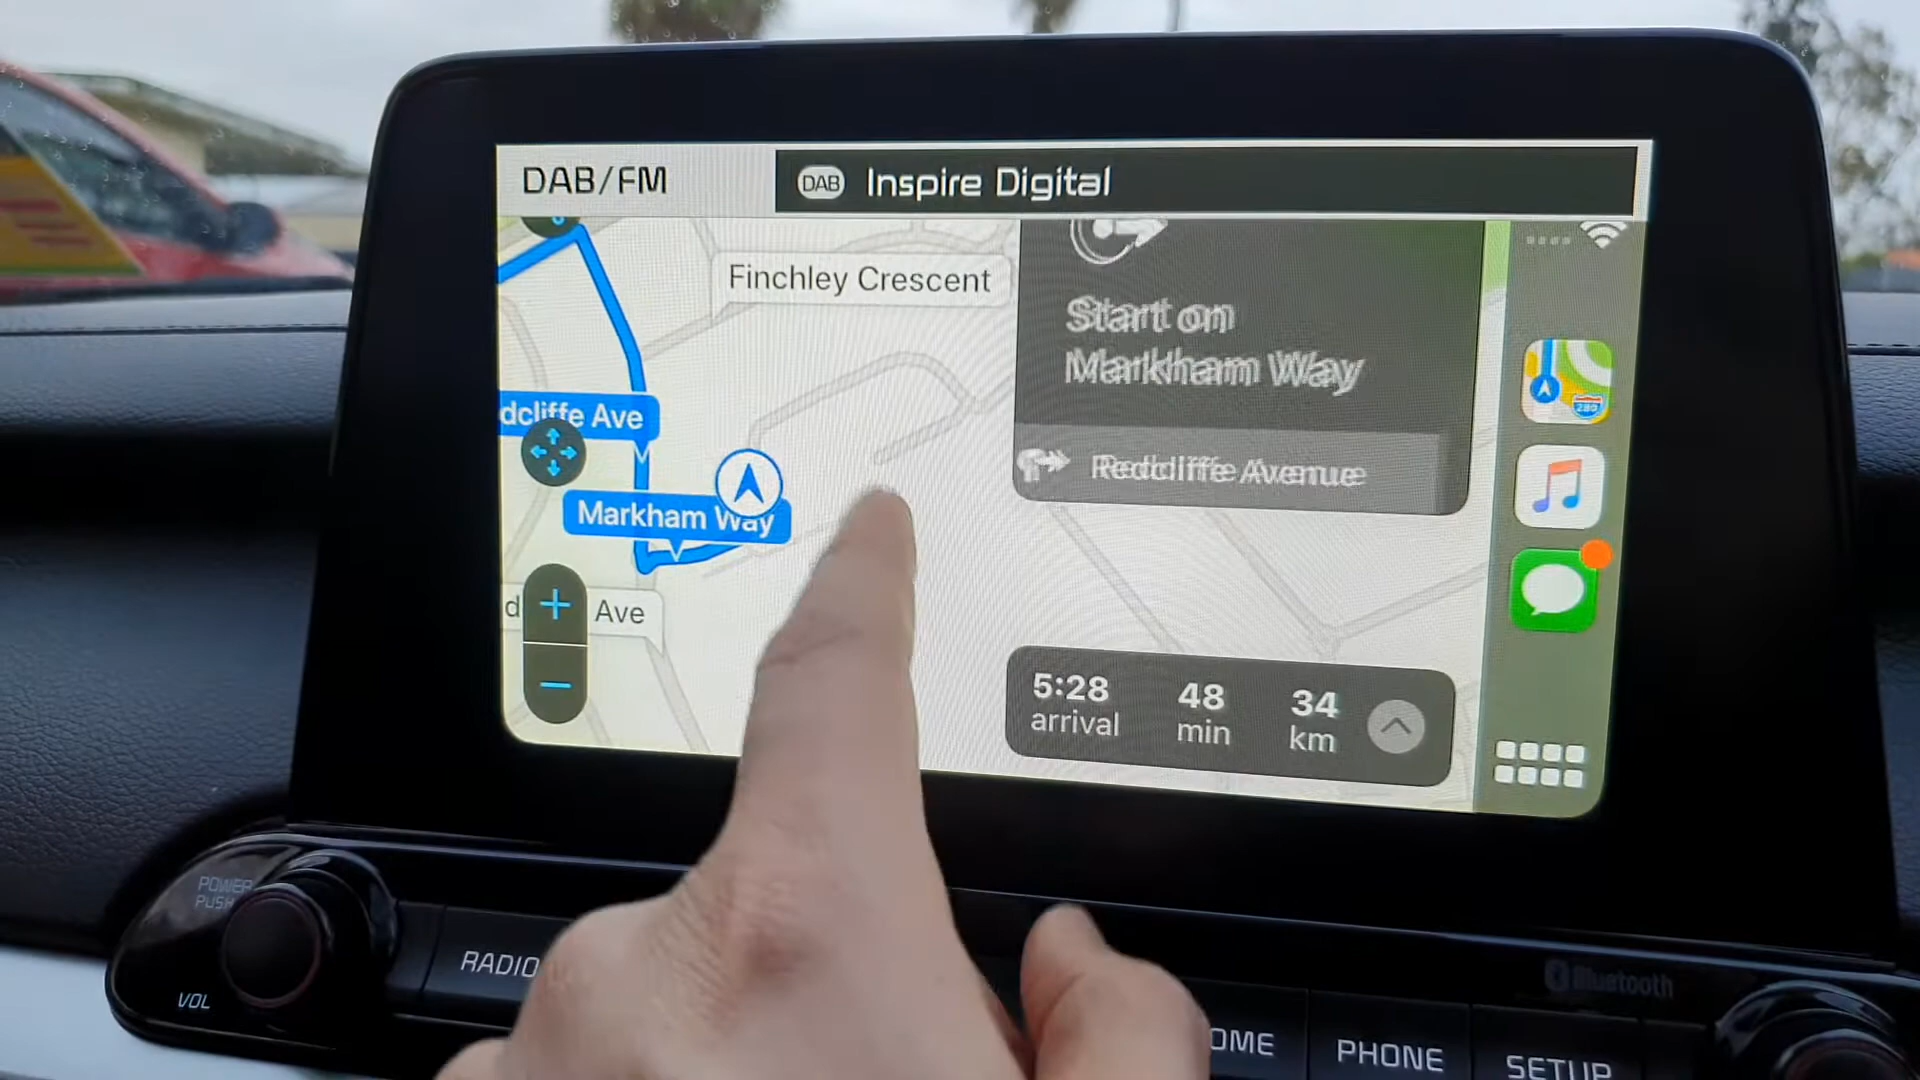 DAB/FM
DAB Inspire Digital
Finchley Crescent
Start on
Markham Way
Redcliffe Avenue
dcliffe Ave
Markham Way
d Ave
5:28
arrival
48
min
34
km
280
POWER
PUSH
VOL
RADIO
Bluetooth
OME
PHONE
SETUP